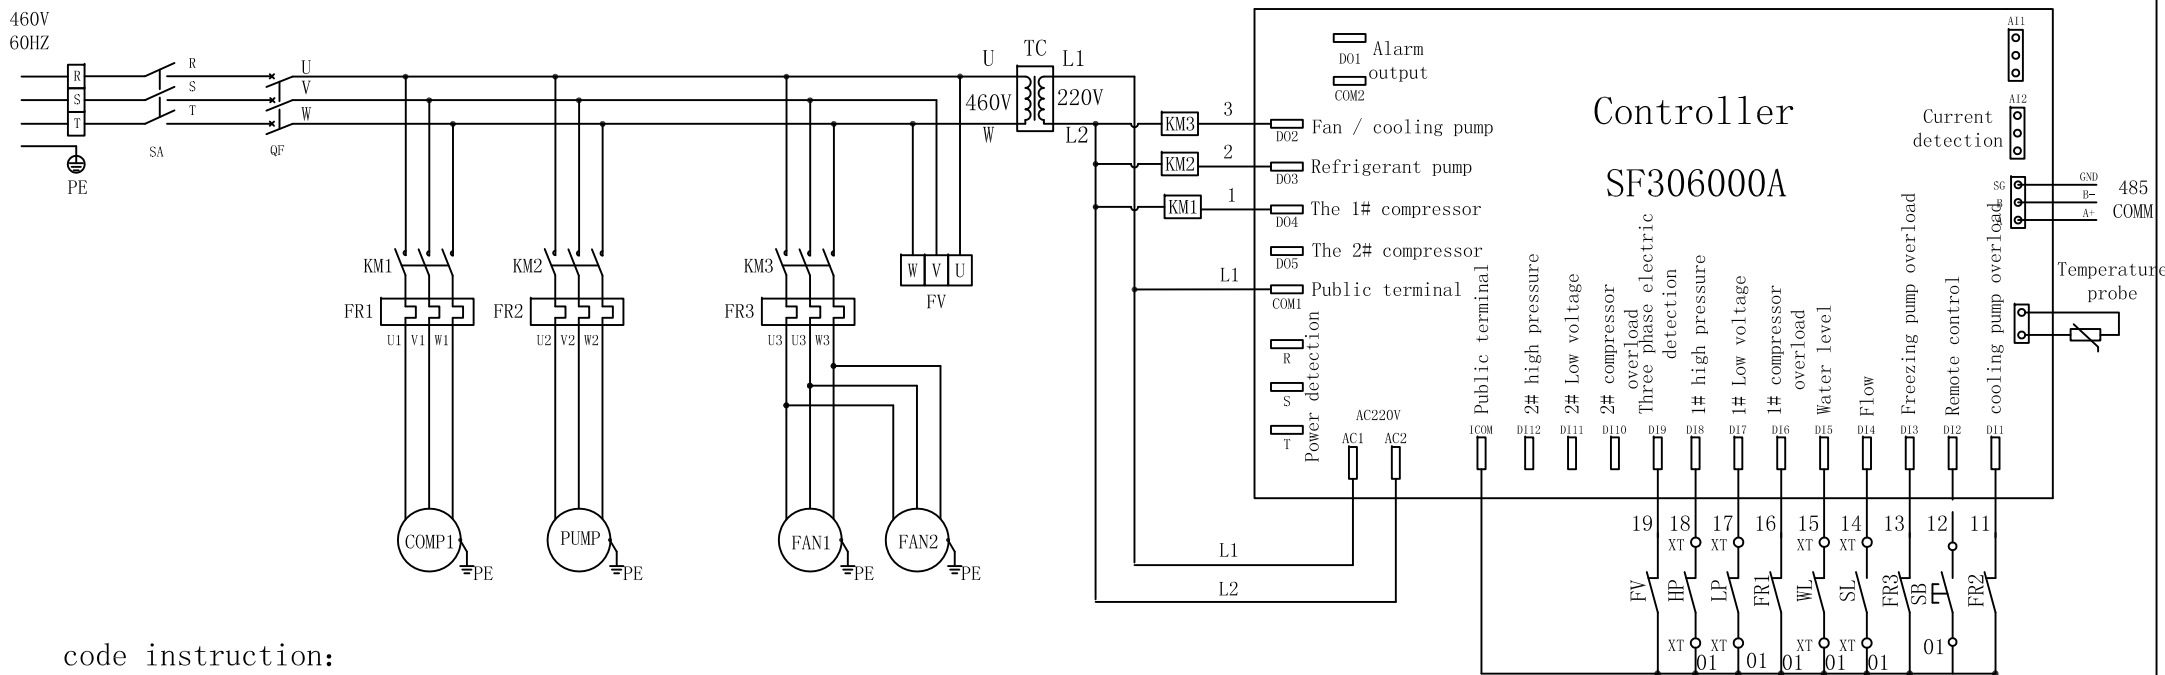 460V
60HZ
R
S
T
PE
R
S
T
SA
QF
U
V
W
KM1
FR1
U1 V1 W1
COMP1
PE
KM2
FR2
U2 V2 W2
PUMP
PE
KM3
FR3
U3 U3 W3
FAN1
PE
FAN2
PE
W V U
FV
U
460V
W
TC
L1
220V
L2
KM3
3
KM2
2
KM1
1
L1
L1
L2
DO1
COM2
Alarm
output
DO2
Fan / cooling pump
DO3
Refrigerant pump
DO4
The 1# compressor
DO5
The 2# compressor
COM1
Public terminal
R
S
T
Power detection
AC220V
AC1
AC2
Controller
SF306000A
AI1
AI2
Current
detection
SG
B
GND
B-
A+
485
COMM
Temperature
probe
Public terminal
2# high pressure
2# Low voltage
2# compressor
overload
Three phase electric
detection
1# high pressure
1# Low voltage
1# compressor
overload
Water level
Flow
Freezing pump overload
Remote control
cooling pump overload
ICOM DI12 DI11 DI10 DI9 DI8 DI7 DI6 DI5 DI4 DI3 DI2 DI1
19 18 17 16 15 14 13 12 11
XT XT XT XT
FV HP LP FR1 WL SL FR3 SB FR2
XT XT XT XT
01 01 01 01 01 01
code instruction: